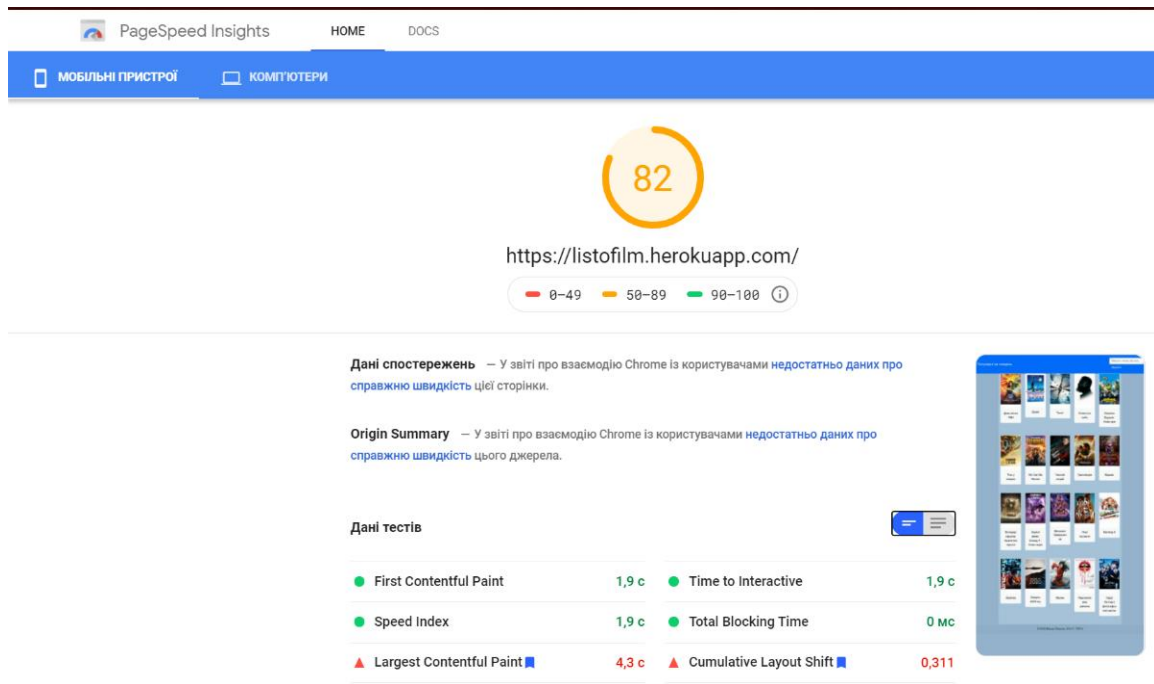 PageSpeed Insights HOME DOCS
МОБІЛЬНІ ПРИСТРОЇ КОМП'ЮТЕРИ
82
https://listofilm.herokuapp.com/
0–49 50–89 90–100
Дані спостережень — У звіті про взаємодію Chrome із користувачами недостатньо даних про
справжню швидкість цієї сторінки.
Origin Summary — У звіті про взаємодію Chrome із користувачами недостатньо даних про
справжню швидкість цього джерела.
Дані тестів
First Contentful Paint 1,9 с Time to Interactive 1,9 с
Speed Index 1,9 с Total Blocking Time 0 мс
Largest Contentful Paint 4,3 с Cumulative Layout Shift 0,311